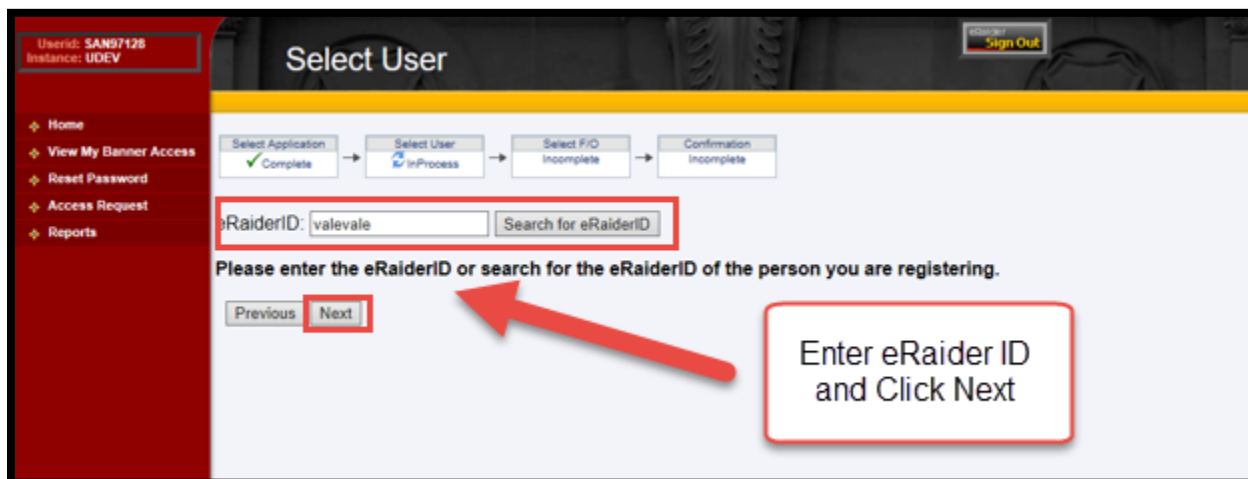 Userid: SAN97128
Instance: UDEV
Select User
eRaider
Sign Out
Home
View My Banner Access
Reset Password
Access Request
Reports
Select Application
Complete
Select User
InProcess
Select F/O
Incomplete
Confirmation
Incomplete
eRaiderID: valevale Search for eRaiderID
Please enter the eRaiderID or search for the eRaiderID of the person you are registering.
Previous Next
Enter eRaider ID
and Click Next